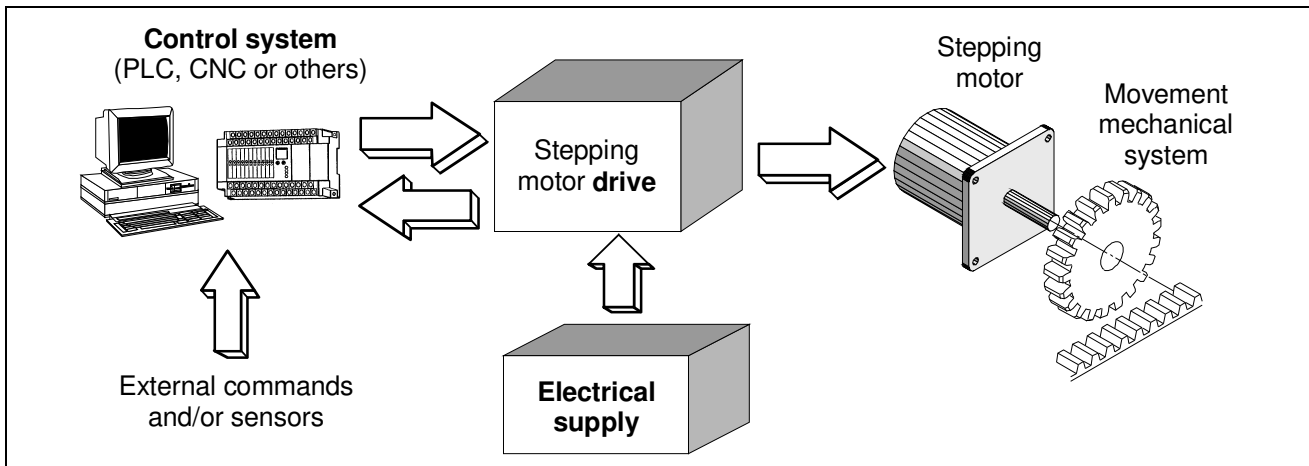 Control system
(PLC, CNC or others)
Stepping
motor drive
Stepping
motor
Movement
mechanical
system
External commands
and/or sensors
Electrical
supply